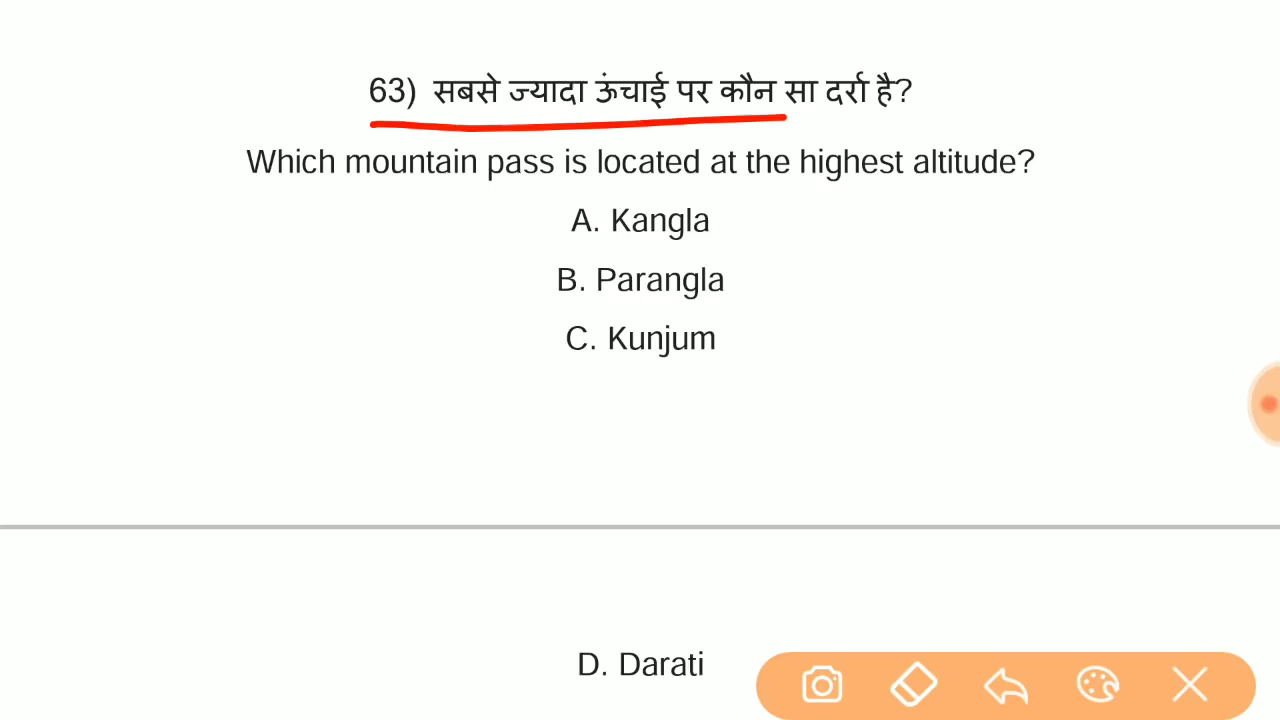 63) सबसे ज्यादा ऊंचाई पर कौन सा दर्रा है?
Which mountain pass is located at the highest altitude?
A. Kangla
B. Parangla
C. Kunjum
D. Darati